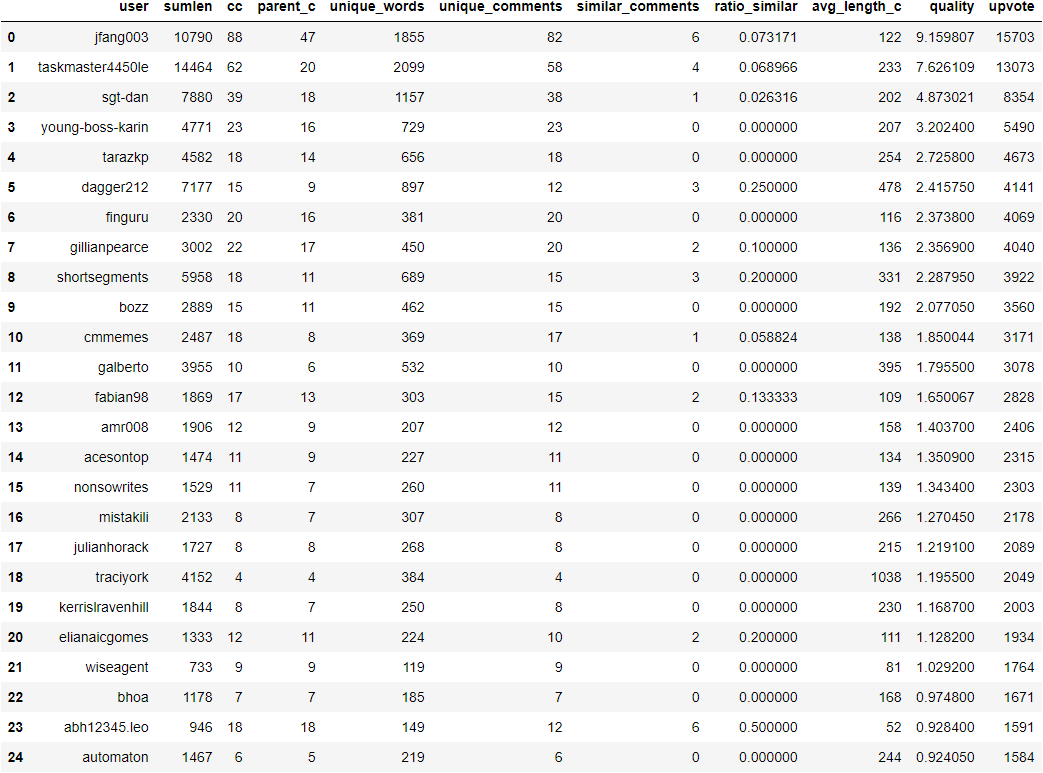 user sumlen cc parent_c unique_words unique_comments similar_comments ratio_similar avg_length_c quality upvote
0 jfang003 10790 88 47 1855 82 6 0.073171 122 9.159807 15703
1 taskmaster4450le 14464 62 20 2099 58 4 0.068966 233 7.626109 13073
2 sgt-dan 7880 39 18 1157 38 1 0.026316 202 4.873021 8354
3 young-boss-karin 4771 23 16 729 23 0 0.000000 207 3.202400 5490
4 tarazkp 4582 18 14 656 18 0 0.000000 254 2.725800 4673
5 dagger212 7177 15 9 897 12 3 0.250000 478 2.415750 4141
6 finguru 2330 20 16 381 20 0 0.000000 116 2.373800 4069
7 gillianpearce 3002 22 17 450 20 2 0.100000 136 2.356900 4040
8 shortsegments 5958 18 11 689 15 3 0.200000 331 2.287950 3922
9 bozz 2889 15 11 462 15 0 0.000000 192 2.077050 3560
10 cmmemes 2487 18 8 369 17 1 0.058824 138 1.850044 3171
11 galberto 3955 10 6 532 10 0 0.000000 395 1.795500 3078
12 fabian98 1869 17 13 303 15 2 0.133333 109 1.650067 2828
13 amr008 1906 12 9 207 12 0 0.000000 158 1.403700 2406
14 acesontop 1474 11 9 227 11 0 0.000000 134 1.350900 2315
15 nonsowrites 1529 11 7 260 11 0 0.000000 139 1.343400 2303
16 mistakili 2133 8 7 307 8 0 0.000000 266 1.270450 2178
17 julianhorack 1727 8 8 268 8 0 0.000000 215 1.219100 2089
18 traciyork 4152 4 4 384 4 0 0.000000 1038 1.195500 2049
19 kerrislravenhill 1844 8 7 250 8 0 0.000000 230 1.168700 2003
20 elianaicgomes 1333 12 11 224 10 2 0.200000 111 1.128200 1934
21 wiseagent 733 9 9 119 9 0 0.000000 81 1.029200 1764
22 bhoa 1178 7 7 185 7 0 0.000000 168 0.974800 1671
23 abh12345.leo 946 18 18 149 12 6 0.500000 52 0.928400 1591
24 automaton 1467 6 5 219 6 0 0.000000 244 0.924050 1584